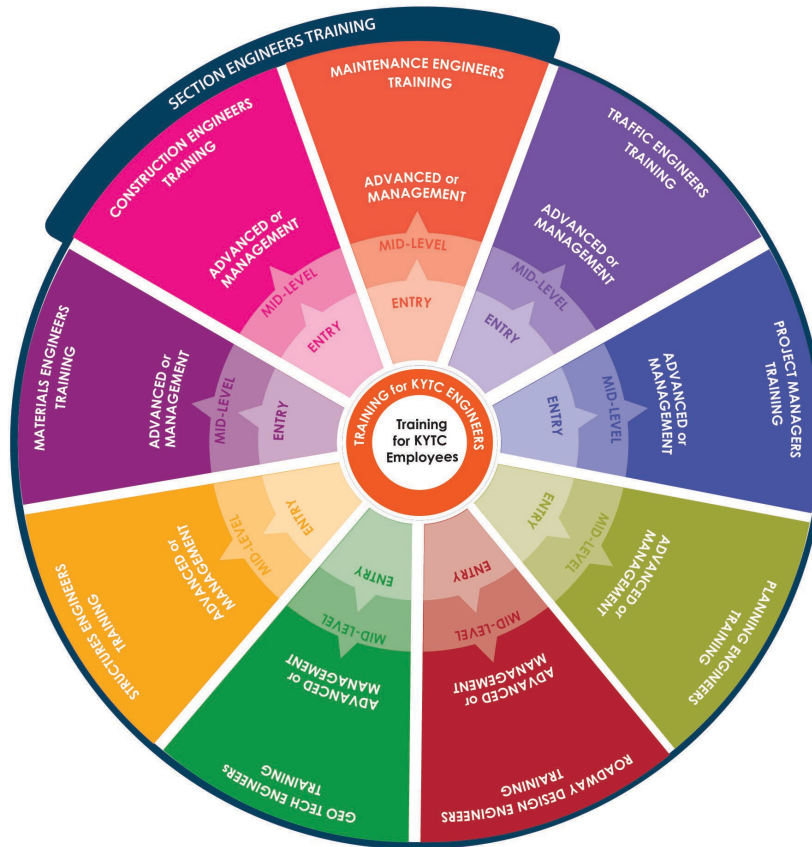 SECTION ENGINEERS TRAINING
MAINTENANCE ENGINEERS
TRAINING
ADVANCED or
MANAGEMENT
MID-LEVEL
ENTRY
TRAFFIC ENGINEERS
TRAINING
ADVANCED or
MANAGEMENT
MID-LEVEL
ENTRY
PROJECT MANAGERS
TRAINING
ADVANCED or
MANAGEMENT
MID-LEVEL
ENTRY
PLANNING ENGINEERS
TRAINING
ADVANCED or
MANAGEMENT
MID-LEVEL
ENTRY
ROADWAY DESIGN ENGINEERS
TRAINING
ADVANCED or
MANAGEMENT
MID-LEVEL
ENTRY
GEO TECH ENGINEERS
TRAINING
ADVANCED or
MANAGEMENT
MID-LEVEL
ENTRY
STRUCTURES ENGINEERS
TRAINING
ADVANCED or
MANAGEMENT
MID-LEVEL
ENTRY
MATERIALS ENGINEERS
TRAINING
ADVANCED or
MANAGEMENT
MID-LEVEL
ENTRY
CONSTRUCTION ENGINEERS
TRAINING
ADVANCED or
MANAGEMENT
MID-LEVEL
ENTRY
TRAINING for KYTC ENGINEERS
Training
for KYTC
Employees